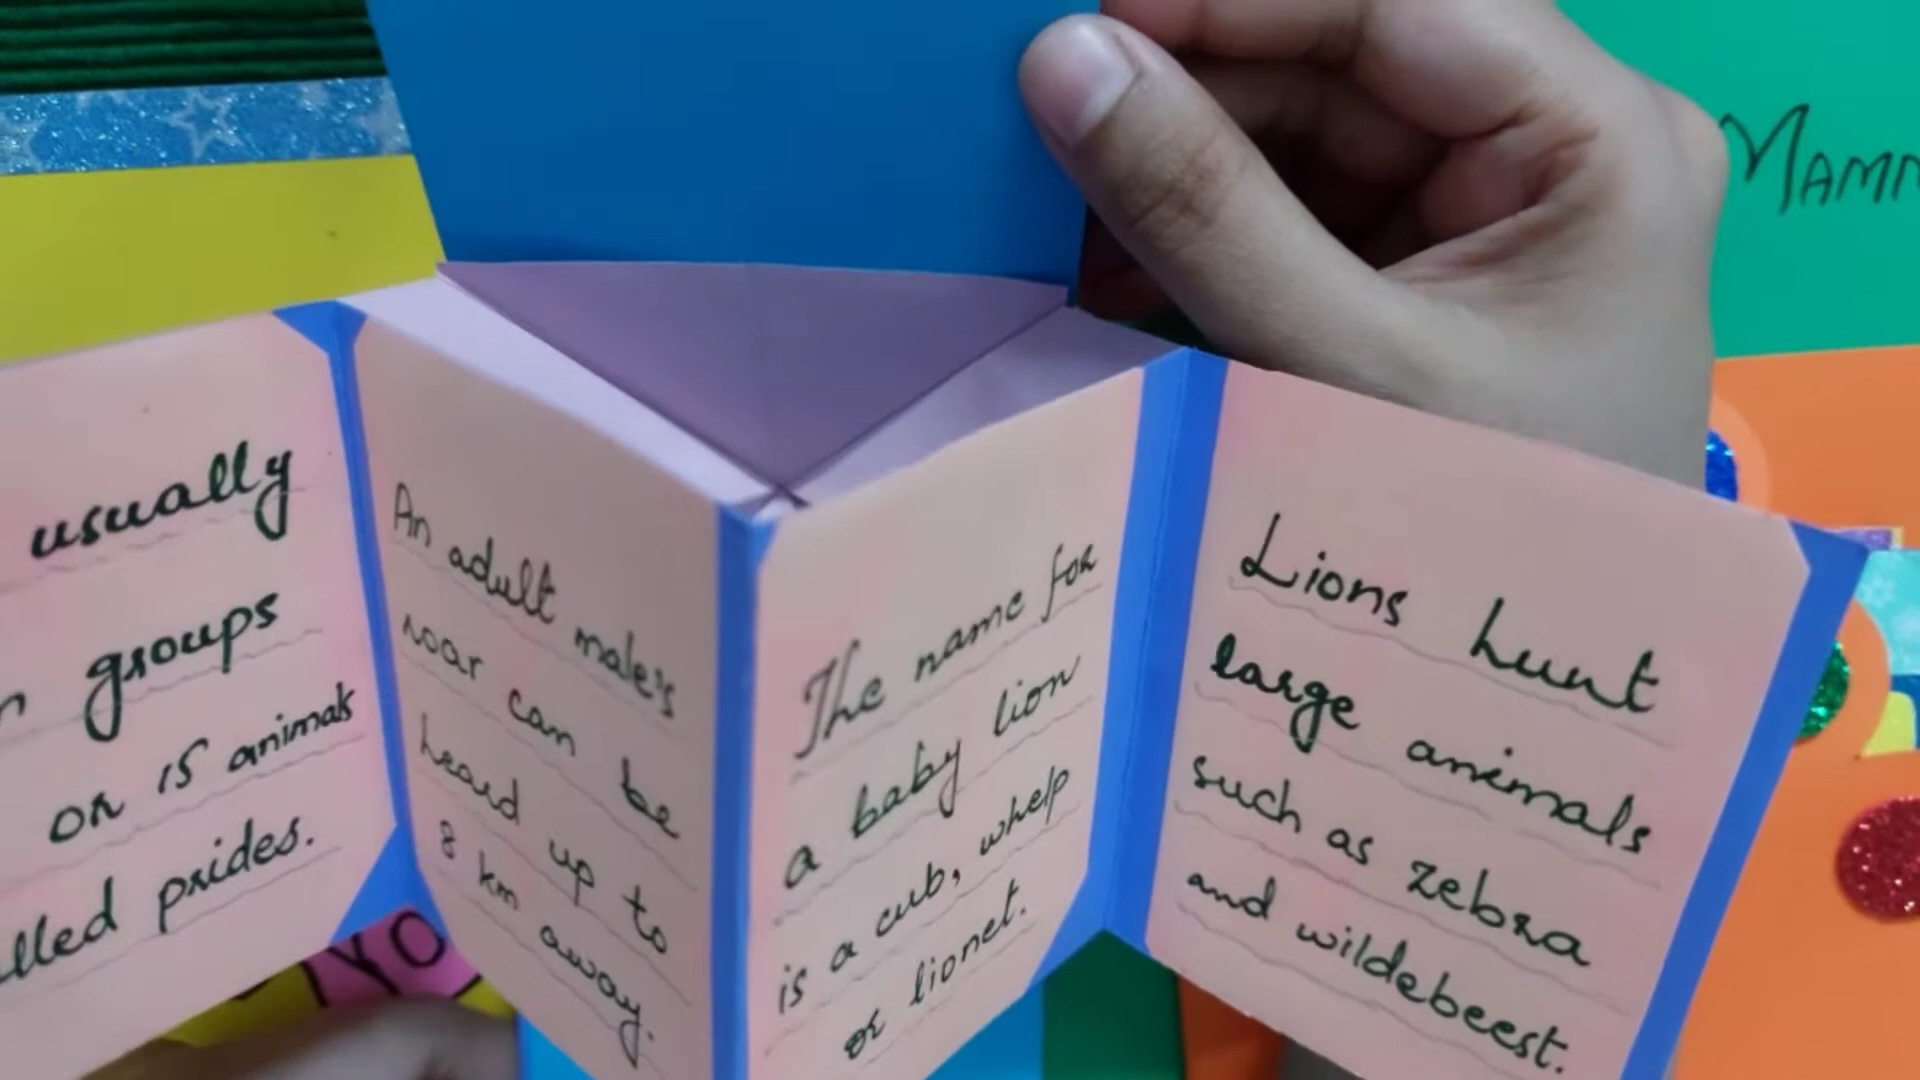 MAMM
usually
groups
or 15 animals
alled prides.
An adult male's
roar can be
heard up to
8 km away.
The name for
a baby lion
is a cub, whelp
or lionet.
Lions hunt
large animals
such as zebra
and wildebeest.
YO